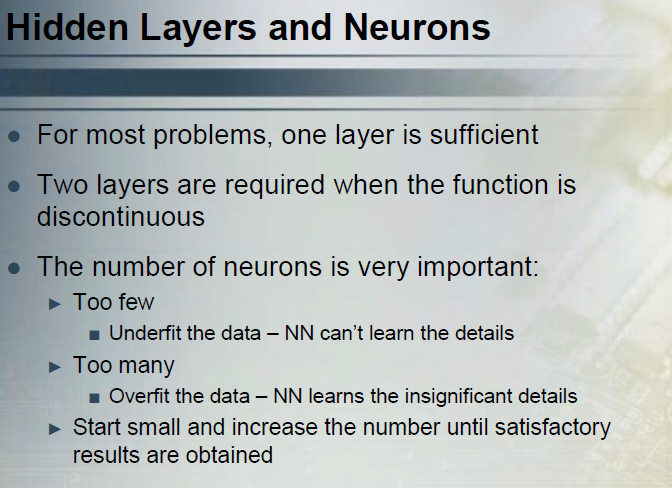 Hidden Layers and Neurons
● For most problems, one layer is sufficient
● Two layers are required when the function is
discontinuous
● The number of neurons is very important:
► Too few
■ Underfit the data – NN can’t learn the details
► Too many
■ Overfit the data – NN learns the insignificant details
► Start small and increase the number until satisfactory
results are obtained